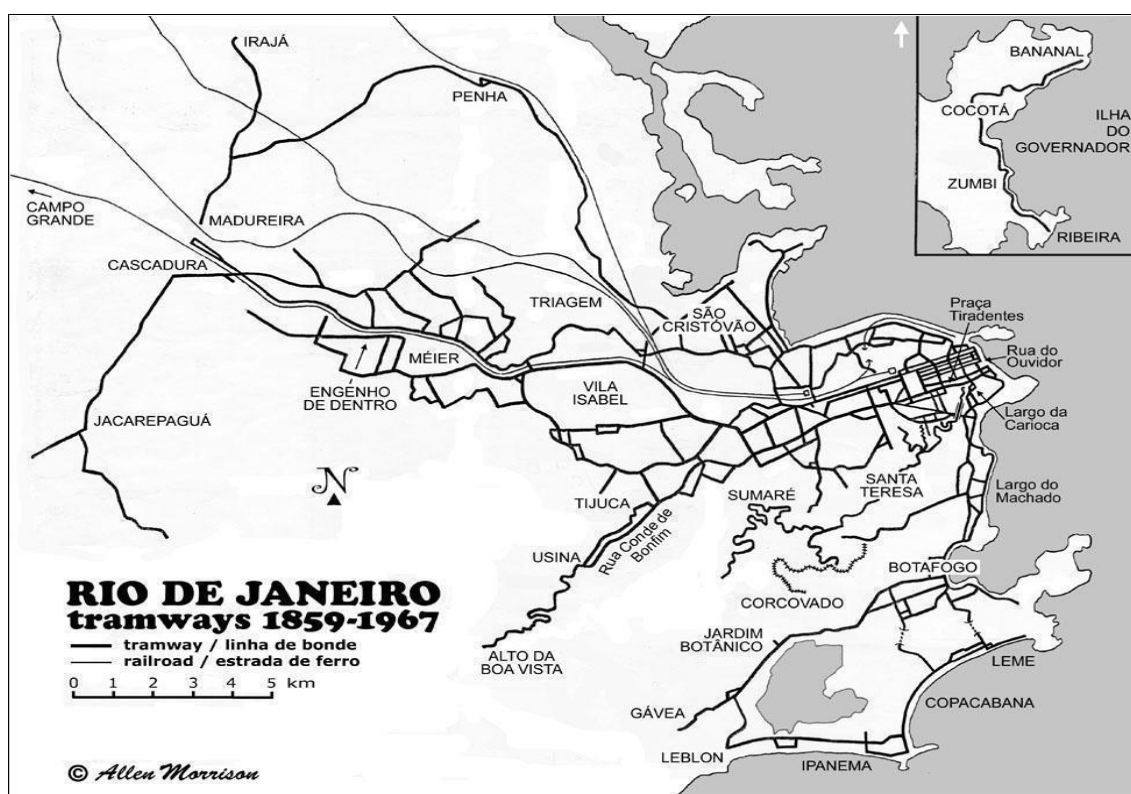 IRAJÁ
PENHA
BANANAL
COCOTÁ
ILHA
DO
GOVERNADOR
ZUMBI
RIBEIRA
CAMPO
GRANDE
MADUREIRA
CASCADURA
TRIAGEM
SÃO
CRISTÓVÃO
Praça
Tiradentes
Rua do
Ouvidor
MÉIER
ENGENHO
DE DENTRO
VILA
ISABEL
Largo da
Carioca
JACAREPAGUÁ
N
TIJUCA
SUMARÉ
SANTA
TERESA
Largo do
Machado
USINA
Rua Conde de
Bonfim
BOTAFOGO
CORCOVADO
RIO DE JANEIRO
tramways 1859-1967
tramway / linha de bonde
railroad / estrada de ferro
0 1 2 3 4 5 km
ALTO DA
BOA VISTA
JARDIM
BOTÂNICO
LEME
COPACABANA
GÁVEA
LEBLON
IPANEMA
© Allen Morrison